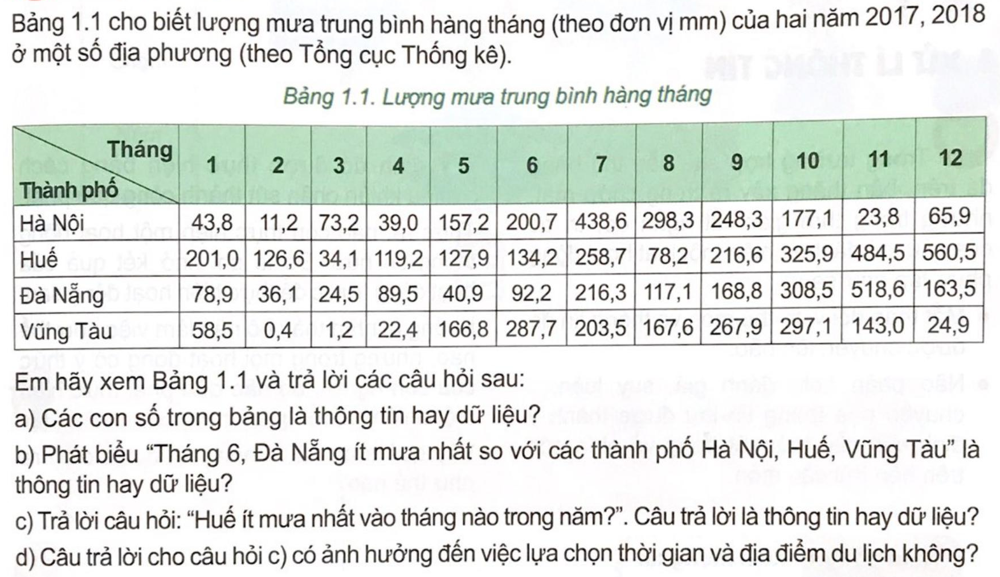 Bảng 1.1 cho biết lượng mưa trung bình hàng tháng (theo đơn vị mm) của hai năm 2017, 2018
ở một số địa phương (theo Tổng cục Thống kê).
Bảng 1.1. Lượng mưa trung bình hàng tháng
Tháng 1 2 3 4 5 6 7 8 9 10 11 12
Thành phố
Hà Nội 43,8 11,2 73,2 39,0 157,2 200,7 438,6 298,3 248,3 177,1 23,8 65,9
Huế 201,0 126,6 34,1 119,2 127,9 134,2 258,7 78,2 216,6 325,9 484,5 560,5
Đà Nẵng 78,9 36,1 24,5 89,5 40,9 92,2 216,3 117,1 168,8 308,5 518,6 163,5
Vũng Tàu 58,5 0,4 1,2 22,4 166,8 287,7 203,5 167,6 267,9 297,1 143,0 24,9
Em hãy xem Bảng 1.1 và trả lời các câu hỏi sau:
a) Các con số trong bảng là thông tin hay dữ liệu?
b) Phát biểu “Tháng 6, Đà Nẵng ít mưa nhất so với các thành phố Hà Nội, Huế, Vũng Tàu” là
thông tin hay dữ liệu?
c) Trả lời câu hỏi: “Huế ít mưa nhất vào tháng nào trong năm?”. Câu trả lời là thông tin hay dữ liệu?
d) Câu trả lời cho câu hỏi c) có ảnh hưởng đến việc lựa chọn thời gian và địa điểm du lịch không?